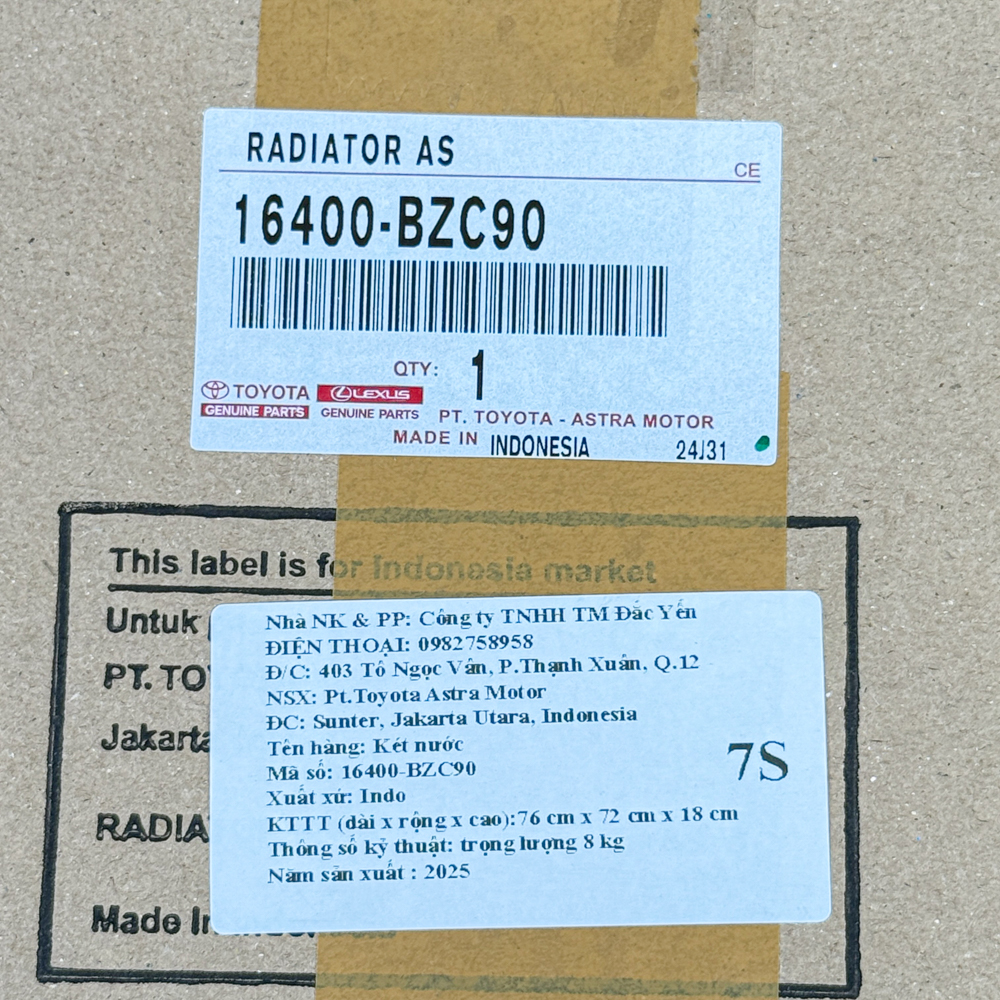 RADIATOR AS
CE
16400-BZC90
QTY: 1
TOYOTA LEXUS
GENUINE PARTS GENUINE PARTS PT. TOYOTA - ASTRA MOTOR
MADE IN INDONESIA 24J31
This label is for Indonesia market
Untuk
PT. TO
Jakarta
RADIA
Made In
Nhà NK & PP: Công ty TNHH TM Đắc Yến
ĐIỆN THOẠI: 0982758958
Đ/C: 403 Tô Ngọc Vân, P.Thạnh Xuân, Q.12
NSX: Pt.Toyota Astra Motor
ĐC: Sunter, Jakarta Utara, Indonesia
Tên hàng: Két nước
Mã số: 16400-BZC90
7S
Xuất xứ: Indo
KTTT (dài x rộng x cao):76 cm x 72 cm x 18 cm
Thông số kỹ thuật: trọng lượng 8 kg
Năm sản xuất : 2025